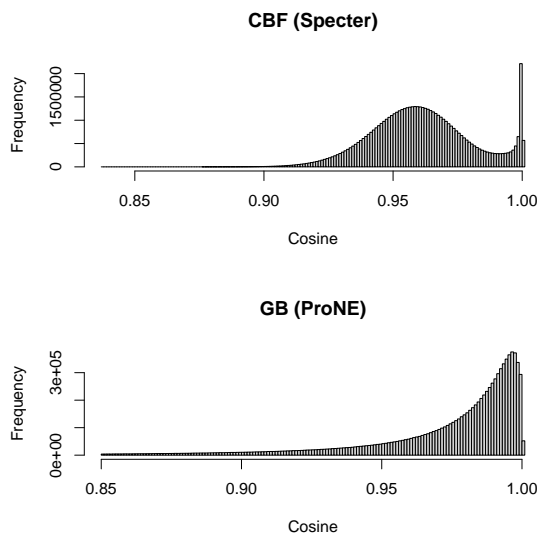 CBF (Specter)
Frequency
0
1500000
0.85 0.90 0.95 1.00
Cosine
GB (ProNE)
Frequency
0e+00
3e+05
0.85 0.90 0.95 1.00
Cosine